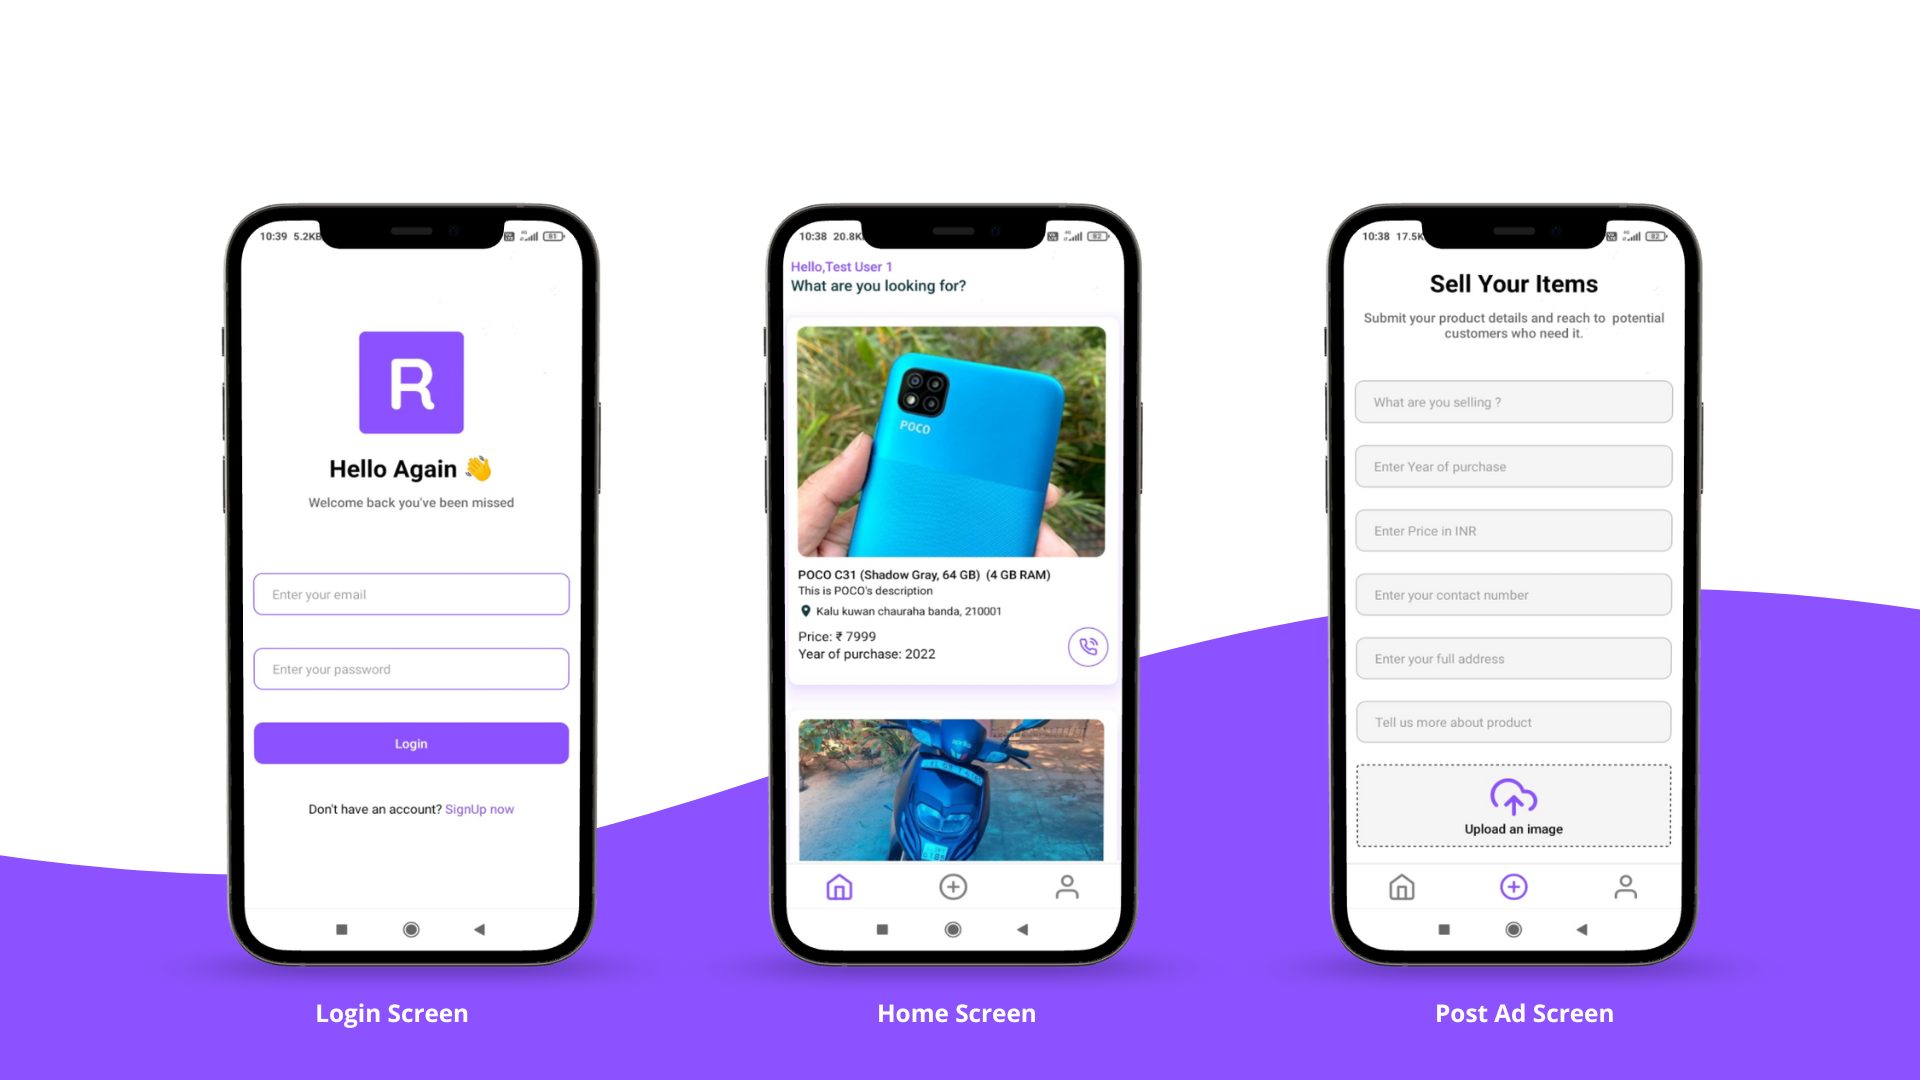 10:39 5.2KB
81
R
Hello Again 👋
Welcome back you've been missed
Enter your email
Enter your password
Login
Don't have an account? SignUp now
Login Screen
10:38 20.8K
82
Hello,Test User 1
What are you looking for?
POCO
POCO C31 (Shadow Gray, 64 GB) (4 GB RAM)
This is POCO's description
Kalu kuwan chauraha banda, 210001
Price: ₹ 7999
Year of purchase: 2022
aprilia
Home Screen
10:38 17.5K
82
Sell Your Items
Submit your product details and reach to potential
customers who need it.
What are you selling ?
Enter Year of purchase
Enter Price in INR
Enter your contact number
Enter your full address
Tell us more about product
Upload an image
Post Ad Screen